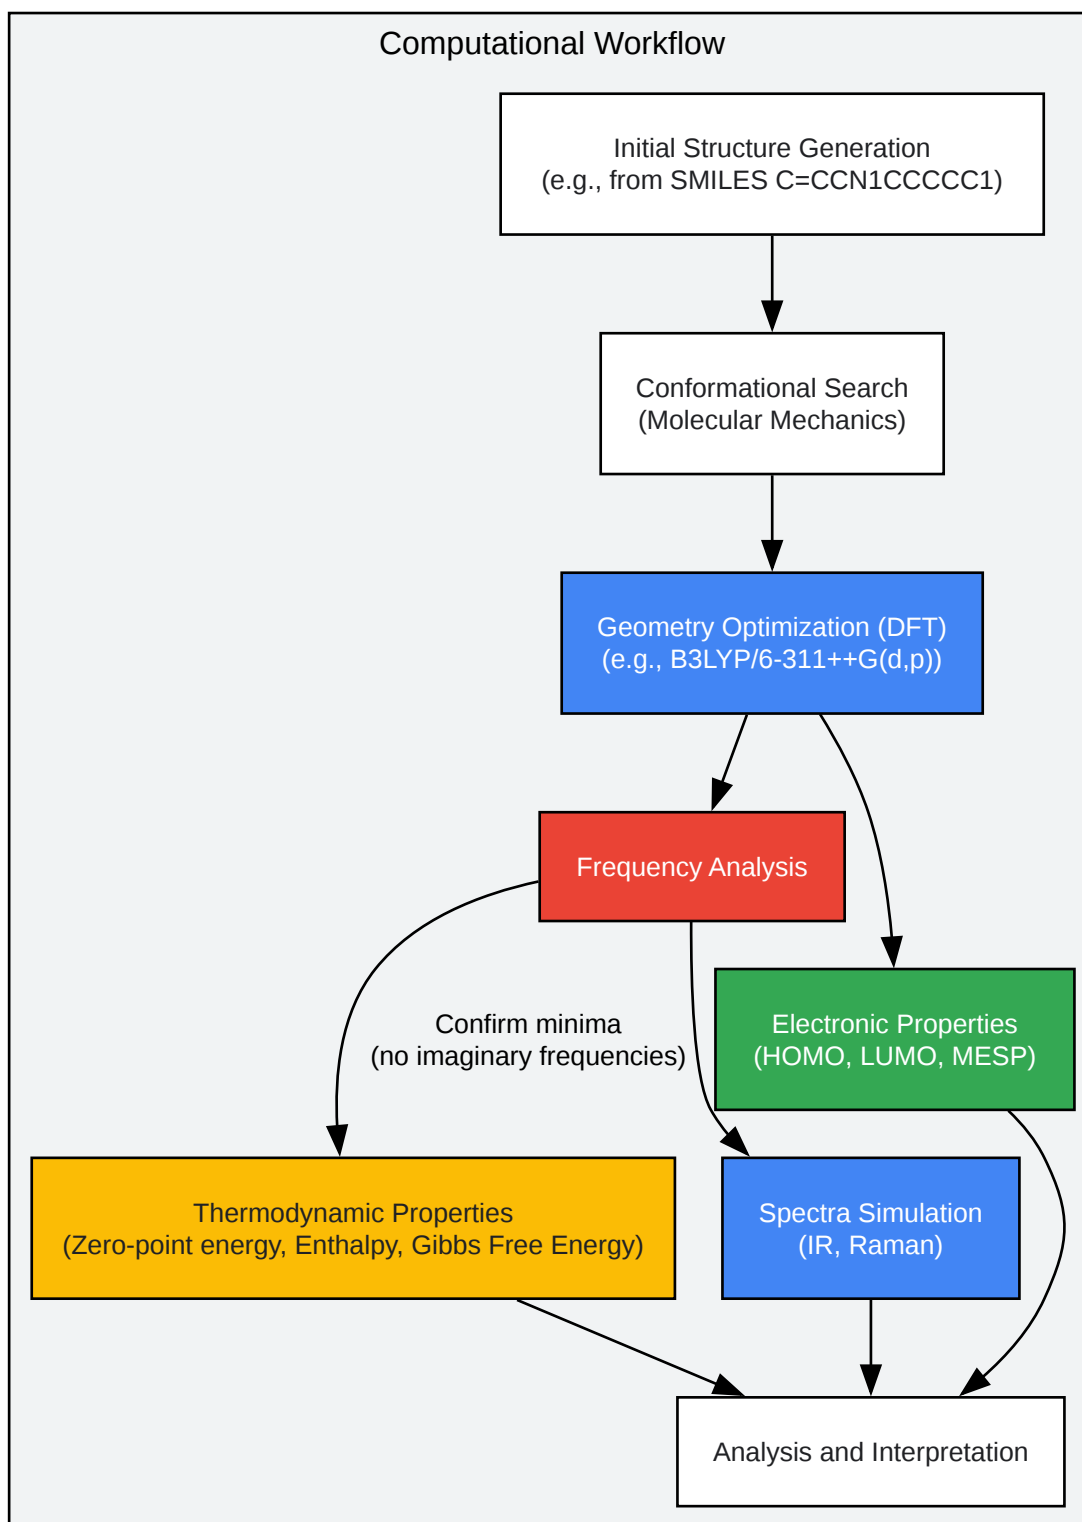 Computational Workflow
Initial Structure Generation
(e.g., from SMILES C=CCN1CCCCC1)
Conformational Search
(Molecular Mechanics)
Geometry Optimization (DFT)
(e.g., B3LYP/6-311++G(d,p))
Frequency Analysis
Confirm minima
(no imaginary frequencies)
Electronic Properties
(HOMO, LUMO, MESP)
Thermodynamic Properties
(Zero-point energy, Enthalpy, Gibbs Free Energy)
Spectra Simulation
(IR, Raman)
Analysis and Interpretation